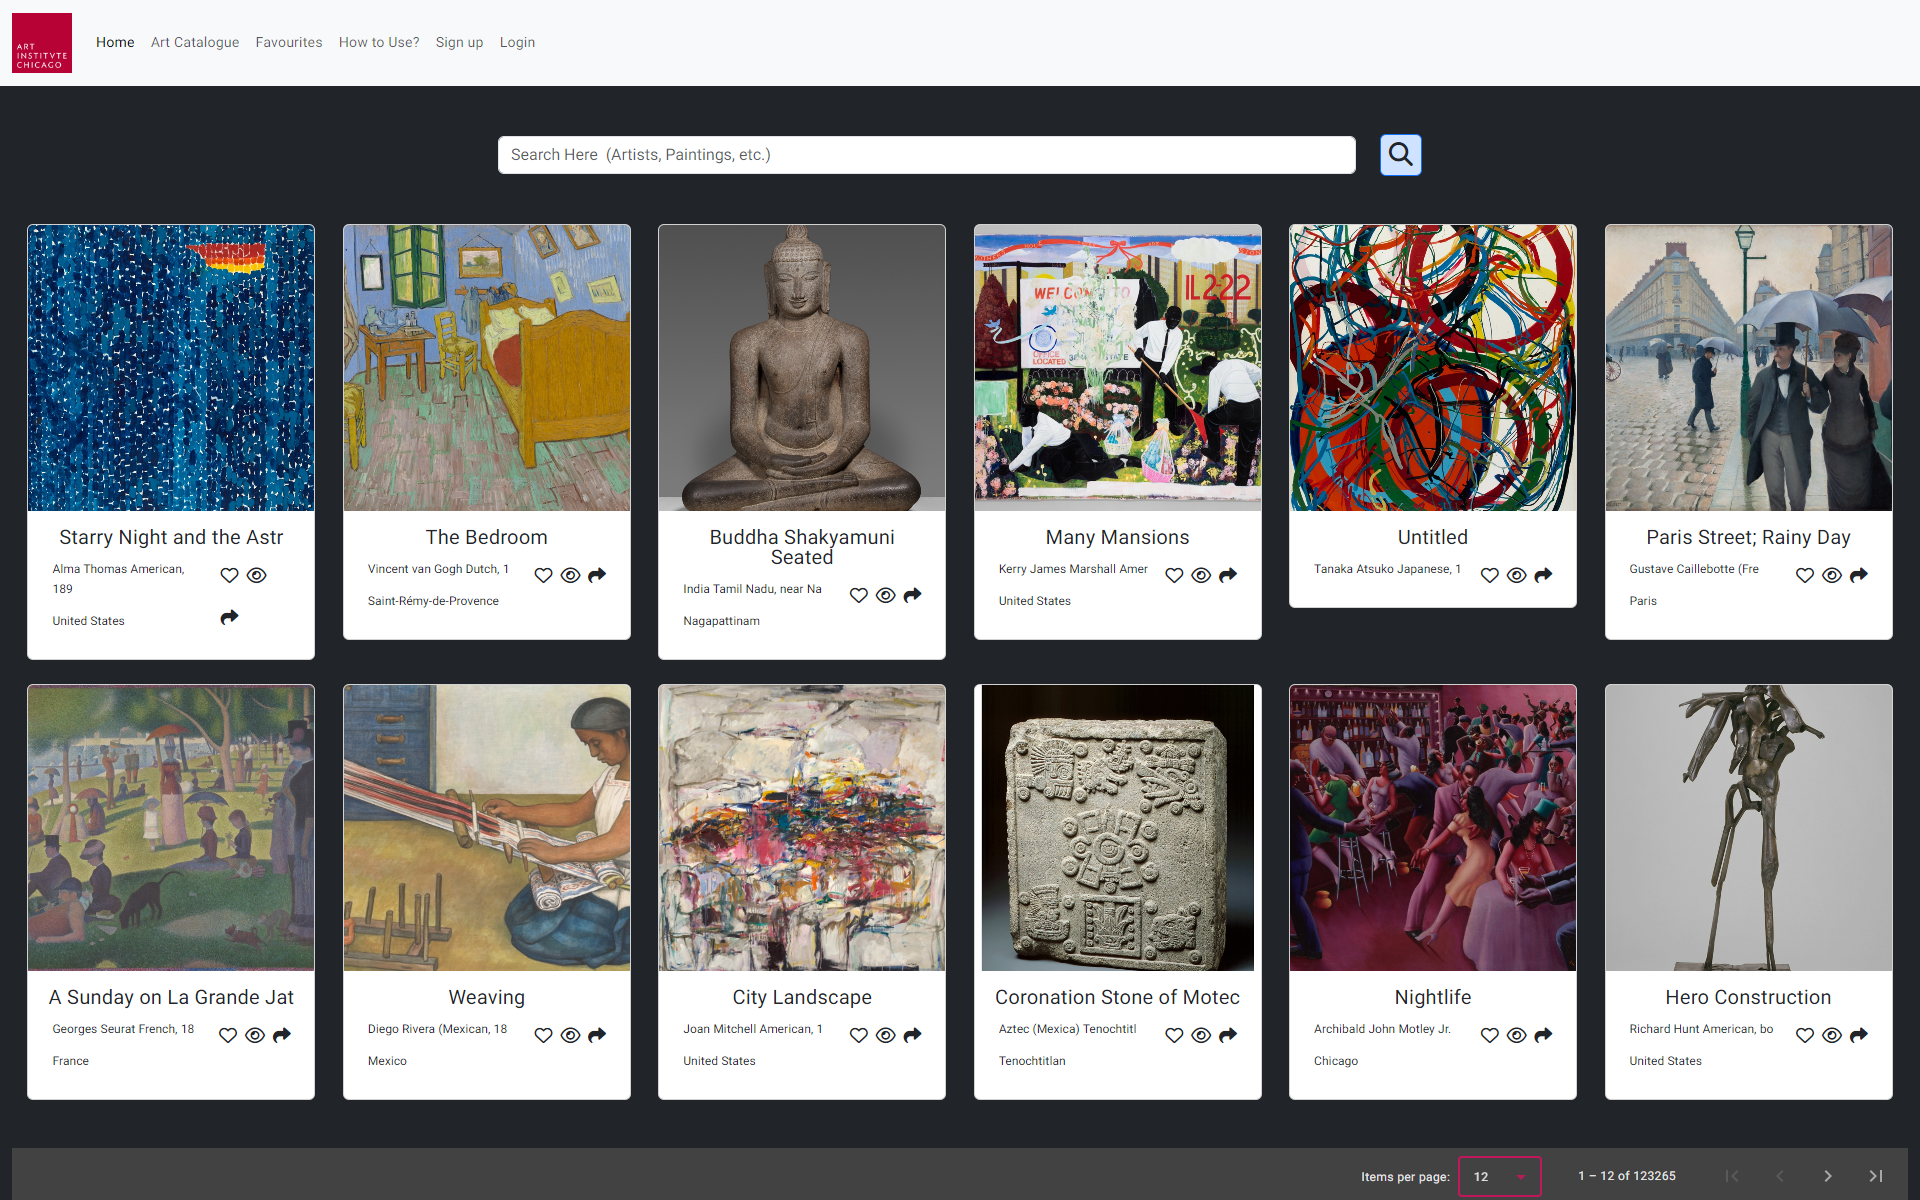 ART
INSTITVTE
CHICAGO
Home
Art Catalogue
Favourites
How to Use?
Sign up
Login
Search Here (Artists, Paintings, etc.)
WELCOME TO
IL2-22
OFFICE
LOCATED
Starry Night and the Astr
Alma Thomas American,
189
United States
The Bedroom
Vincent van Gogh Dutch, 1
Saint-Rémy-de-Provence
Buddha Shakyamuni
Seated
India Tamil Nadu, near Na
Nagapattinam
Many Mansions
Kerry James Marshall Amer
United States
Untitled
Tanaka Atsuko Japanese, 1
Paris Street; Rainy Day
Gustave Caillebotte (Fre
Paris
A Sunday on La Grande Jat
Georges Seurat French, 18
France
Weaving
Diego Rivera (Mexican, 18
Mexico
City Landscape
Joan Mitchell American, 1
United States
Coronation Stone of Motec
Aztec (Mexica) Tenochtitl
Tenochtitlan
Nightlife
Archibald John Motley Jr.
Chicago
Hero Construction
Richard Hunt American, bo
United States
Items per page:
12
1 – 12 of 123265